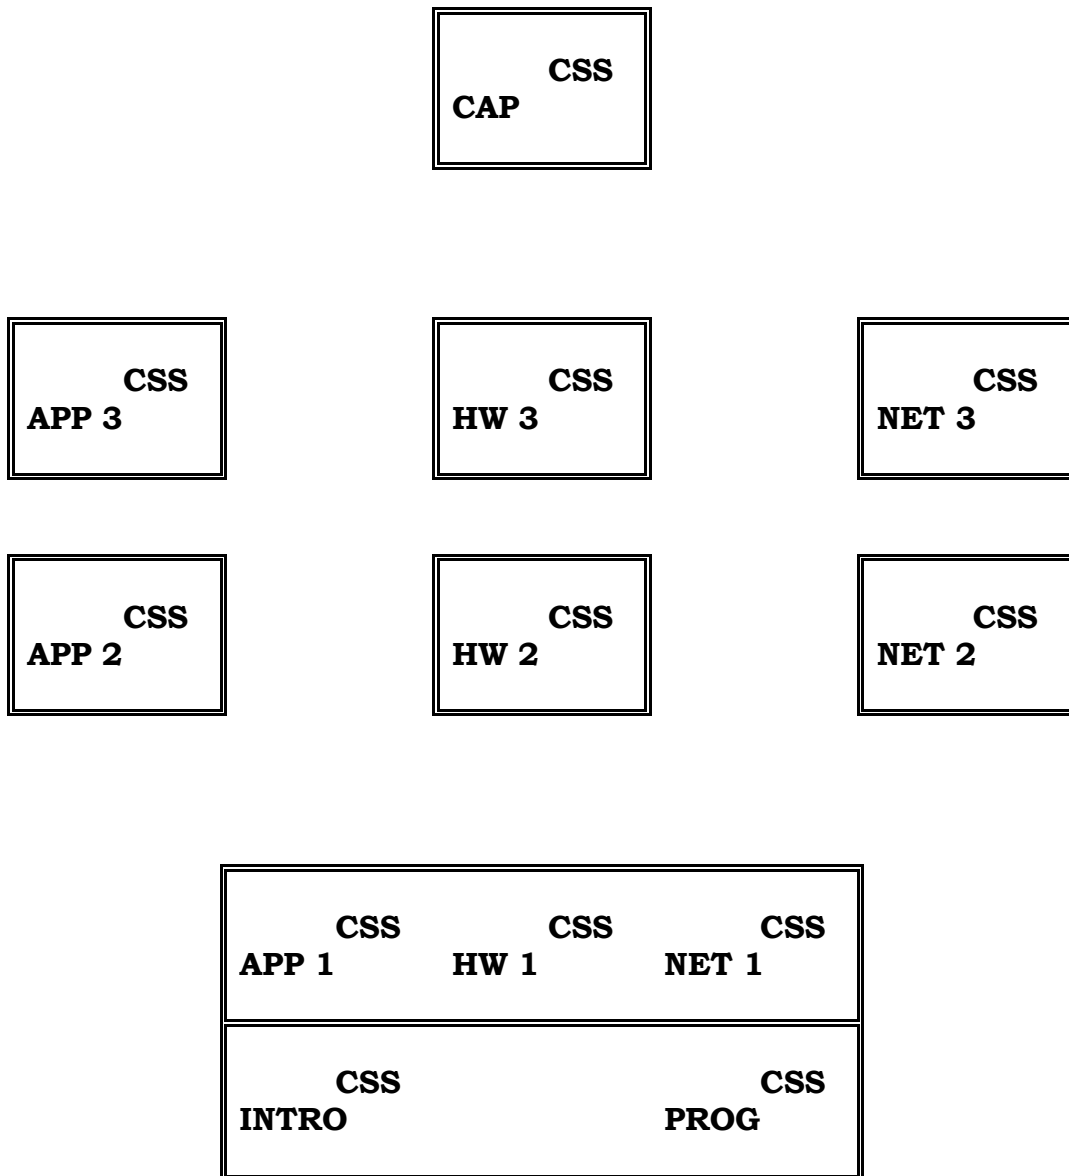 CSS
CAP
CSS CSS CSS
APP 3 HW 3 NET 3
CSS CSS CSS
APP 2 HW 2 NET 2
CSS CSS CSS
APP 1 HW 1 NET 1
CSS CSS
INTRO PROG